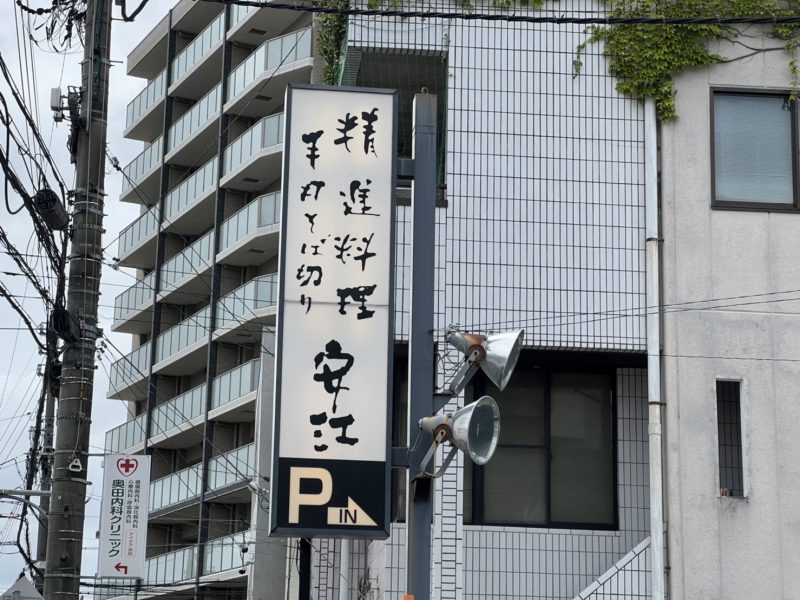 精進料理
手打そば切り
安江
P IN
奥田内科クリニック